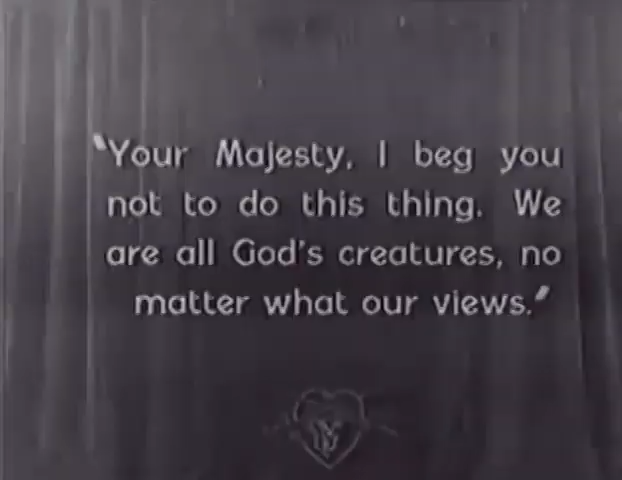 "Your Majesty, I beg you
not to do this thing. We
are all God's creatures, no
matter what our views."